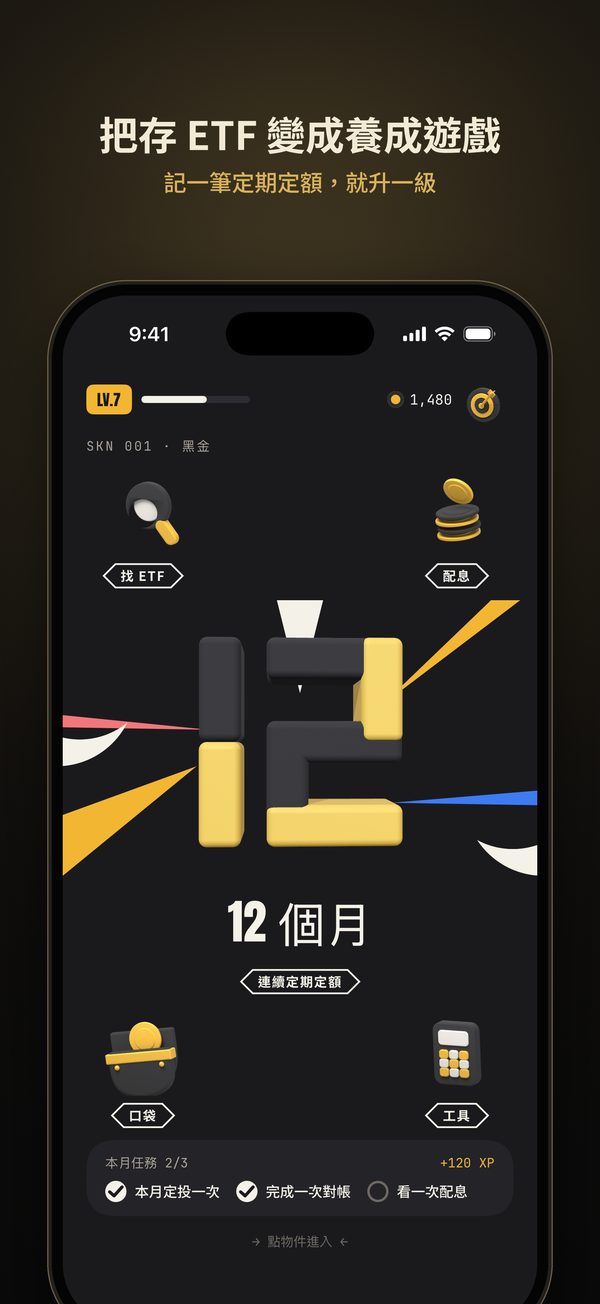 把存 ETF 變成養成遊戲
記一筆定期定額，就升一級
9:41
LV.7
1,480
SKN 001 · 黑金
找 ETF
配息
12
12 個月
連續定期定額
口袋
工具
本月任務 2/3
+120 XP
本月定投一次
完成一次對帳
看一次配息
→ 點物件進入 ←